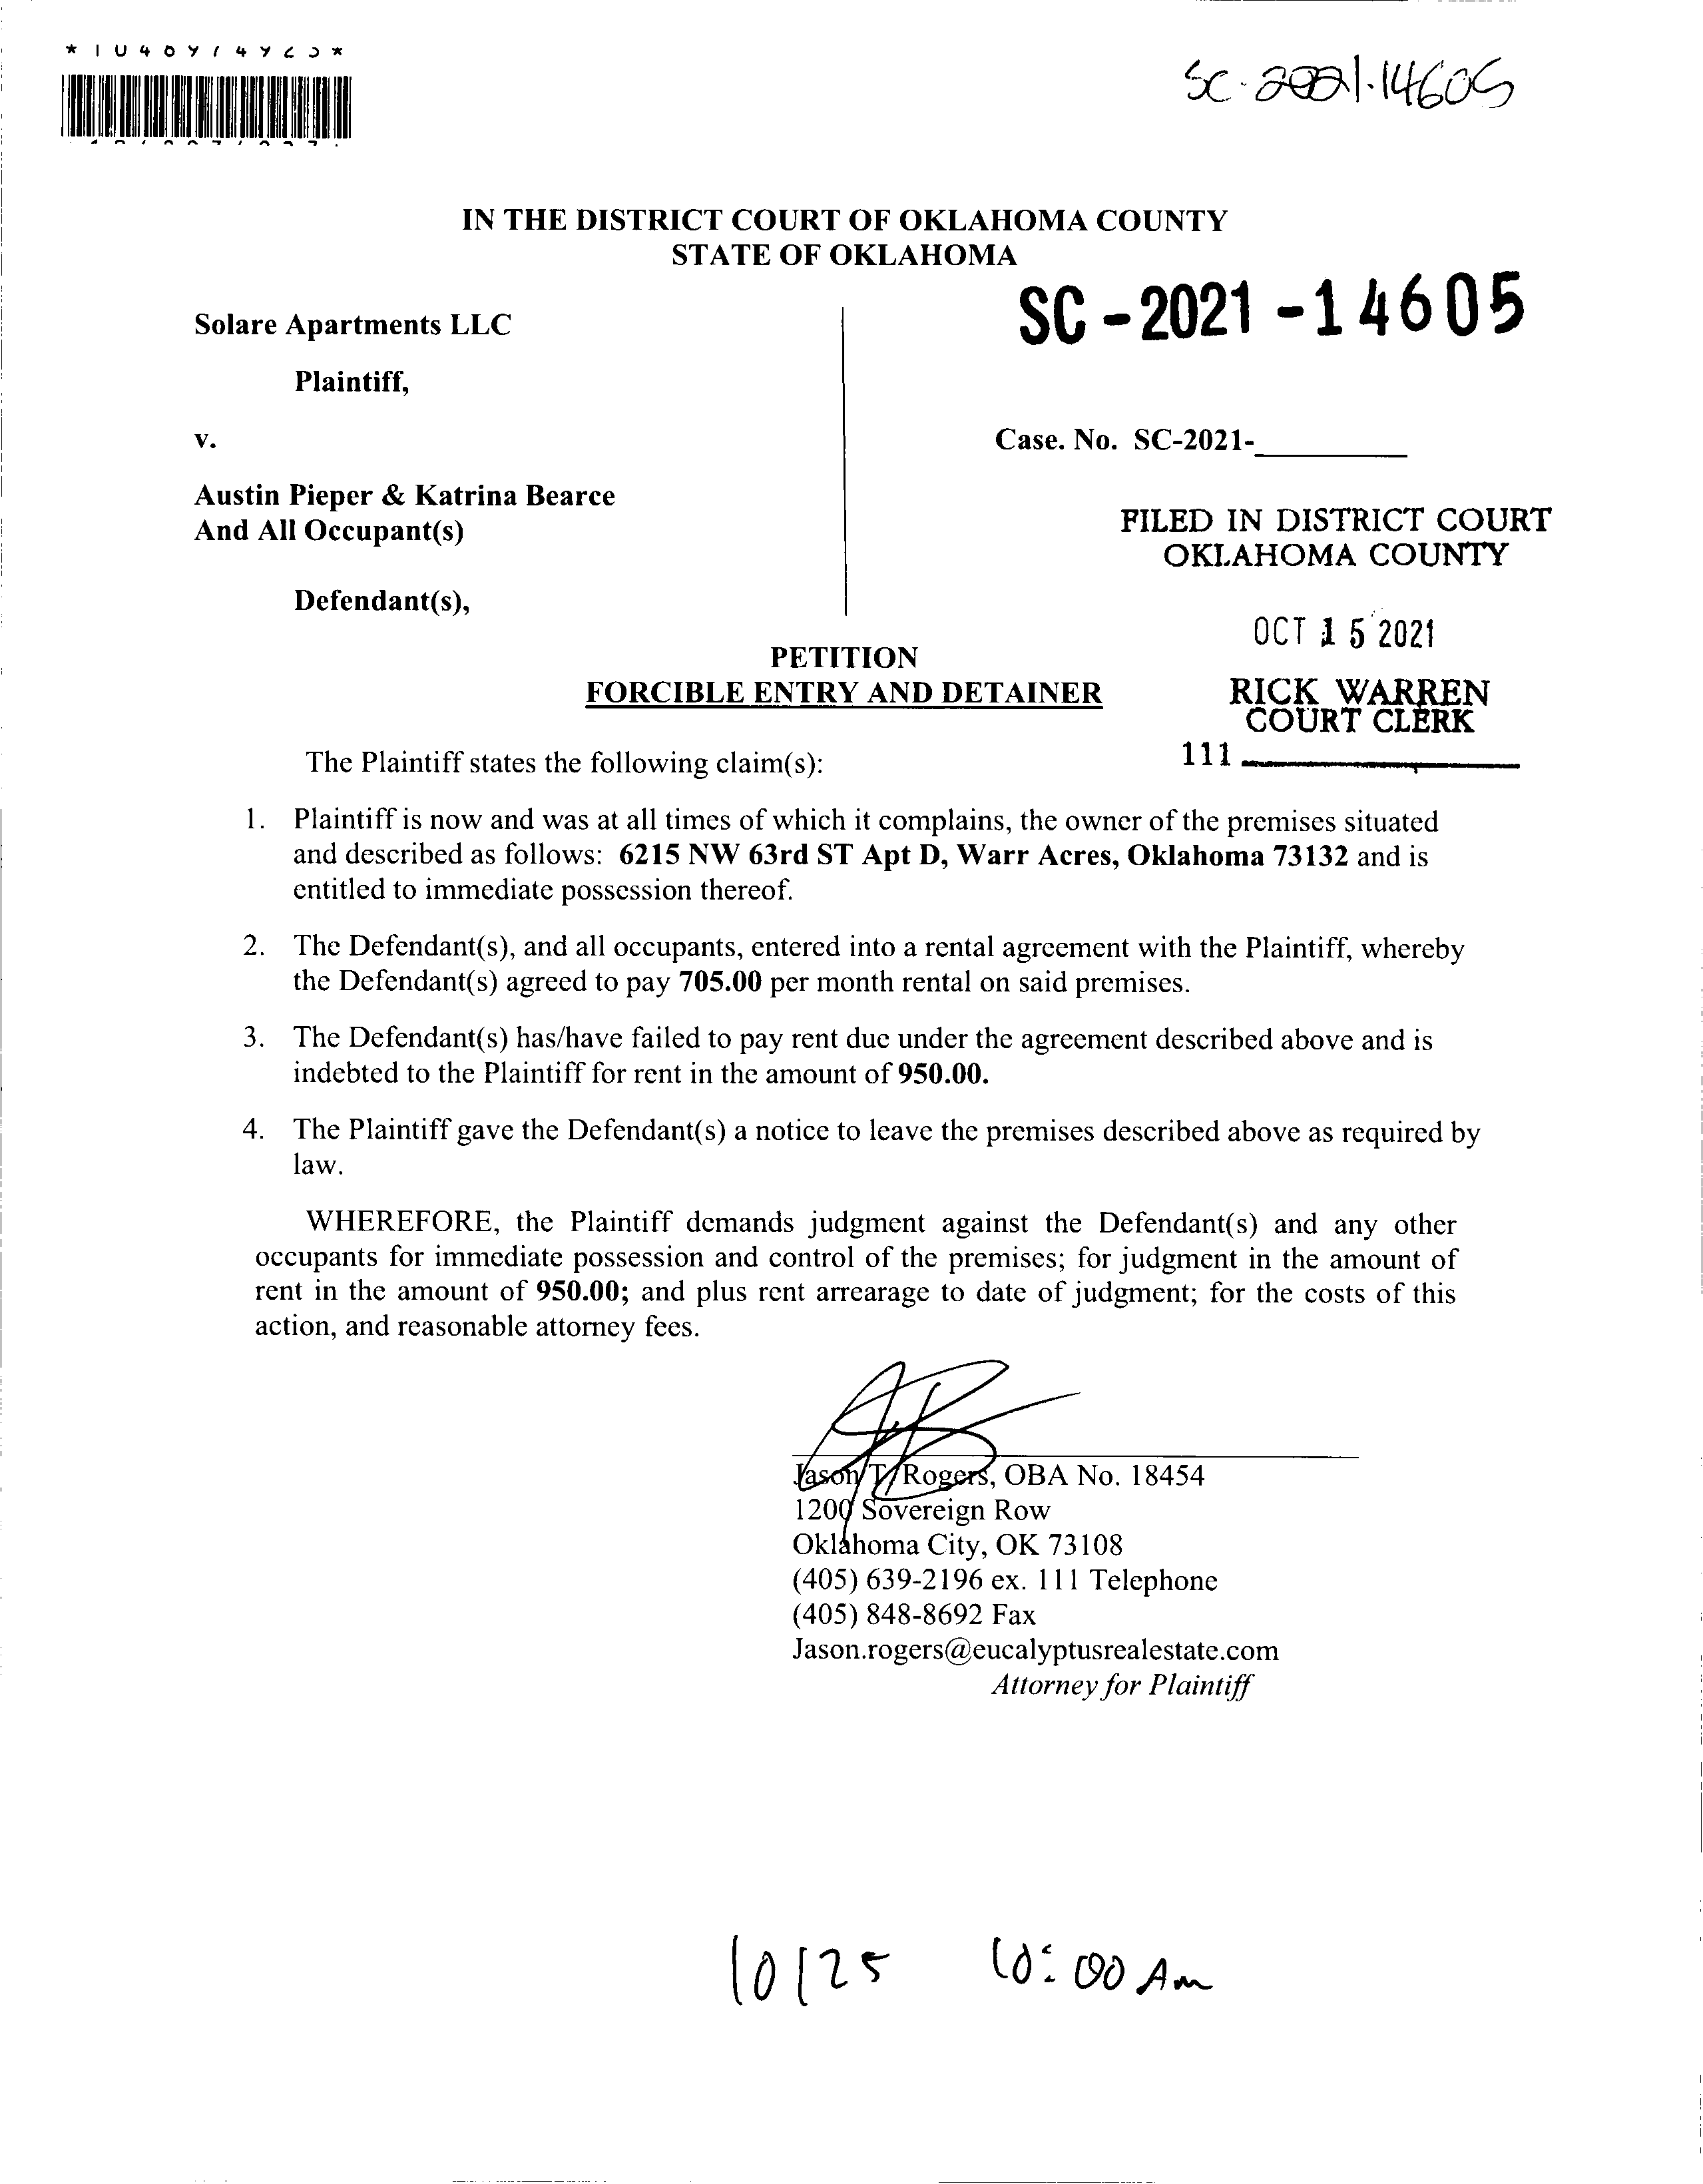 SC-2021-14605
IN THE DISTRICT COURT OF OKLAHOMA COUNTY
STATE OF OKLAHOMA
SC-2021-14605
Solare Apartments LLC
Plaintiff,
v.
Case. No. SC-2021-________
Austin Pieper & Katrina Bearce
And All Occupant(s)
FILED IN DISTRICT COURT
OKLAHOMA COUNTY
Defendant(s),
OCT 15 2021
PETITION
FORCIBLE ENTRY AND DETAINER
RICK WARREN
COURT CLERK
111 ________
The Plaintiff states the following claim(s):
1. Plaintiff is now and was at all times of which it complains, the owner of the premises situated
and described as follows: 6215 NW 63rd ST Apt D, Warr Acres, Oklahoma 73132 and is
entitled to immediate possession thereof.
2. The Defendant(s), and all occupants, entered into a rental agreement with the Plaintiff, whereby
the Defendant(s) agreed to pay 705.00 per month rental on said premises.
3. The Defendant(s) has/have failed to pay rent due under the agreement described above and is
indebted to the Plaintiff for rent in the amount of 950.00.
4. The Plaintiff gave the Defendant(s) a notice to leave the premises described above as required by
law.
WHEREFORE, the Plaintiff demands judgment against the Defendant(s) and any other
occupants for immediate possession and control of the premises; for judgment in the amount of
rent in the amount of 950.00; and plus rent arrearage to date of judgment; for the costs of this
action, and reasonable attorney fees.
Jason T. Rogers, OBA No. 18454
1200 Sovereign Row
Oklahoma City, OK 73108
(405) 639-2196 ex. 111 Telephone
(405) 848-8692 Fax
Jason.rogers@eucalyptusrealestate.com
Attorney for Plaintiff
10/25 10:00 Am